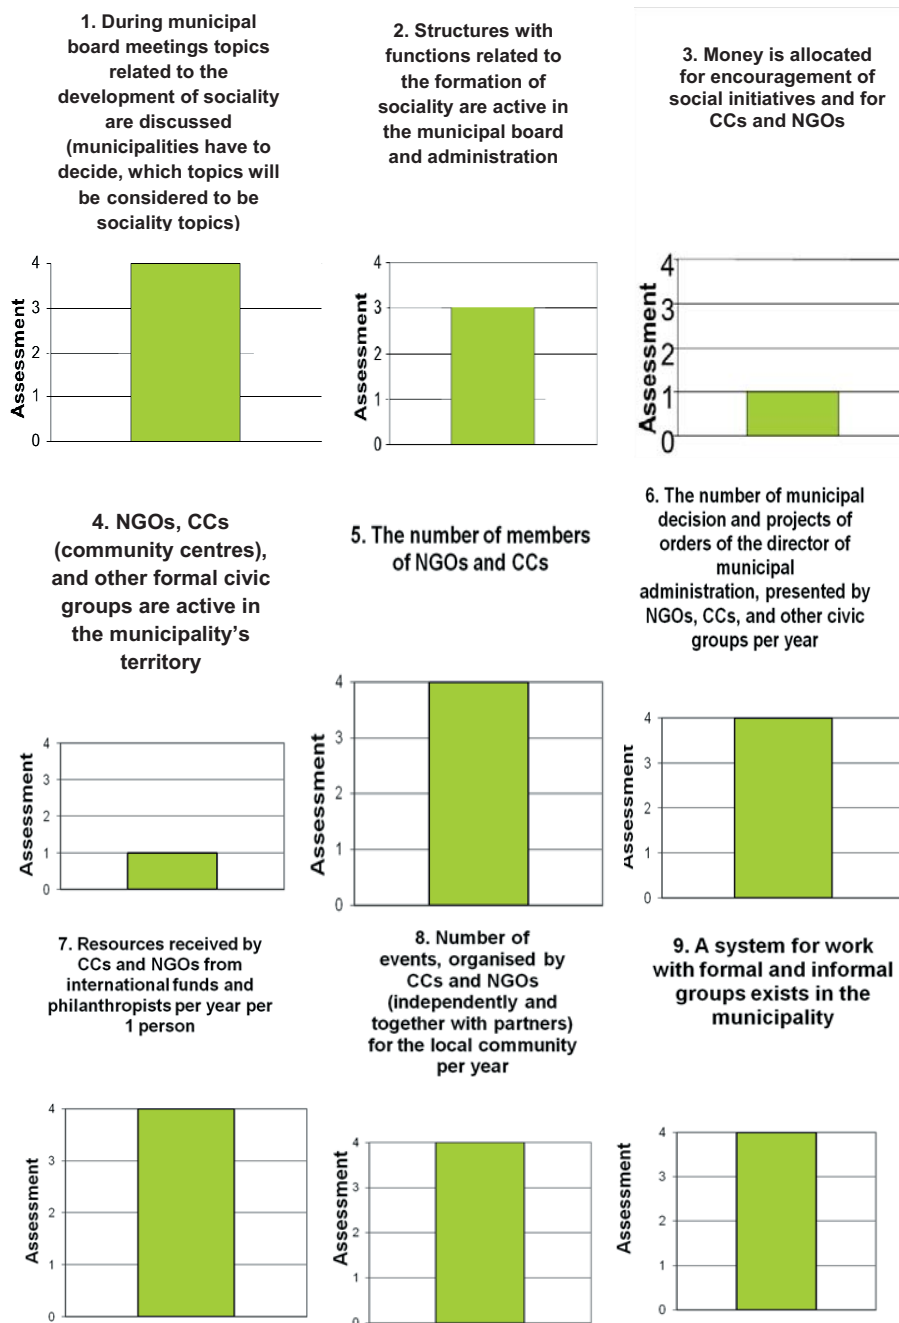 1. During municipal
board meetings topics
related to the
development of sociality
are discussed
(municipalities have to
decide, which topics will
be considered to be
sociality topics)
2. Structures with
functions related to
the formation of
sociality are active in
the municipal board
and administration
3. Money is allocated
for encouragement of
social initiatives and for
CCs and NGOs
Assessment
4
3
2
1
0
Assessment
4
3
2
1
0
Assessment
4
3
2
1
0
4. NGOs, CCs
(community centres),
and other formal civic
groups are active in
the municipality's
territory
5. The number of members
of NGOs and CCs
6. The number of municipal
decision and projects of
orders of the director of
municipal
administration, presented by
NGOs, CCs, and other civic
groups per year
Assessment
4
3
2
1
0
Assessment
4
3
2
1
0
Assessment
4
3
2
1
0
7. Resources received by
CCs and NGOs from
international funds and
philanthropists per year per
1 person
8. Number of
events, organised by
CCs and NGOs
(independently and
together with partners)
for the local community
per year
9. A system for work
with formal and informal
groups exists in the
municipality
Assessment
4
3
2
1
0
Assessment
4
3
2
1
0
Assessment
4
3
2
1
0